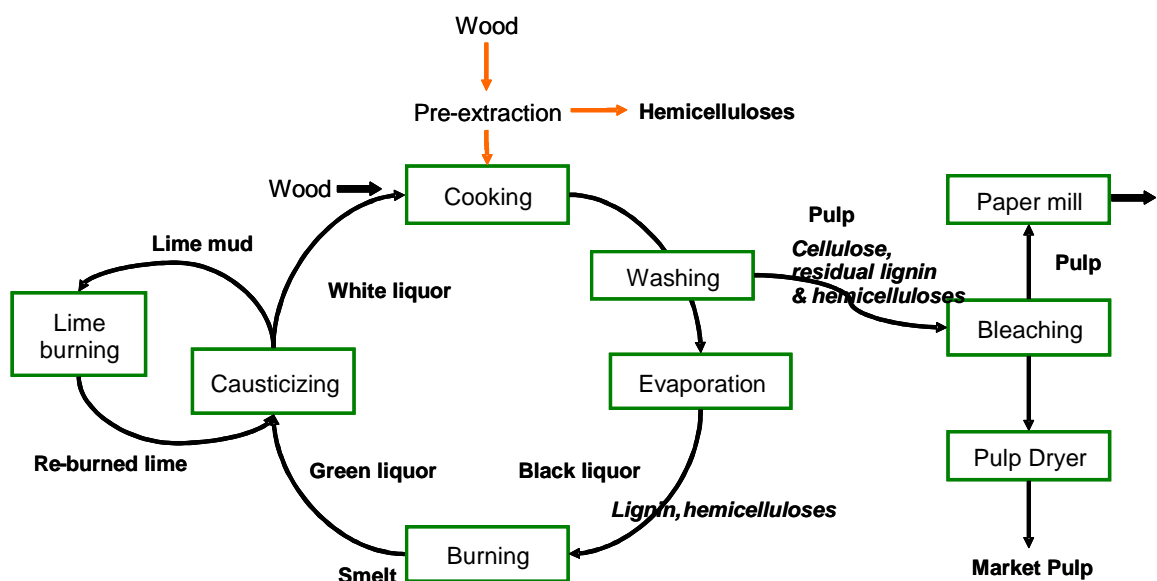 Wood
Pre-extraction
Hemicelluloses
Wood
Cooking
Paper mill
Pulp
Lime mud
Cellulose,
residual lignin
& hemicelluloses
Washing
Pulp
White liquor
Lime
burning
Bleaching
Causticizing
Evaporation
Re-burned lime
Green liquor
Black liquor
Pulp Dryer
Lignin, hemicelluloses
Burning
Smelt
Market Pulp